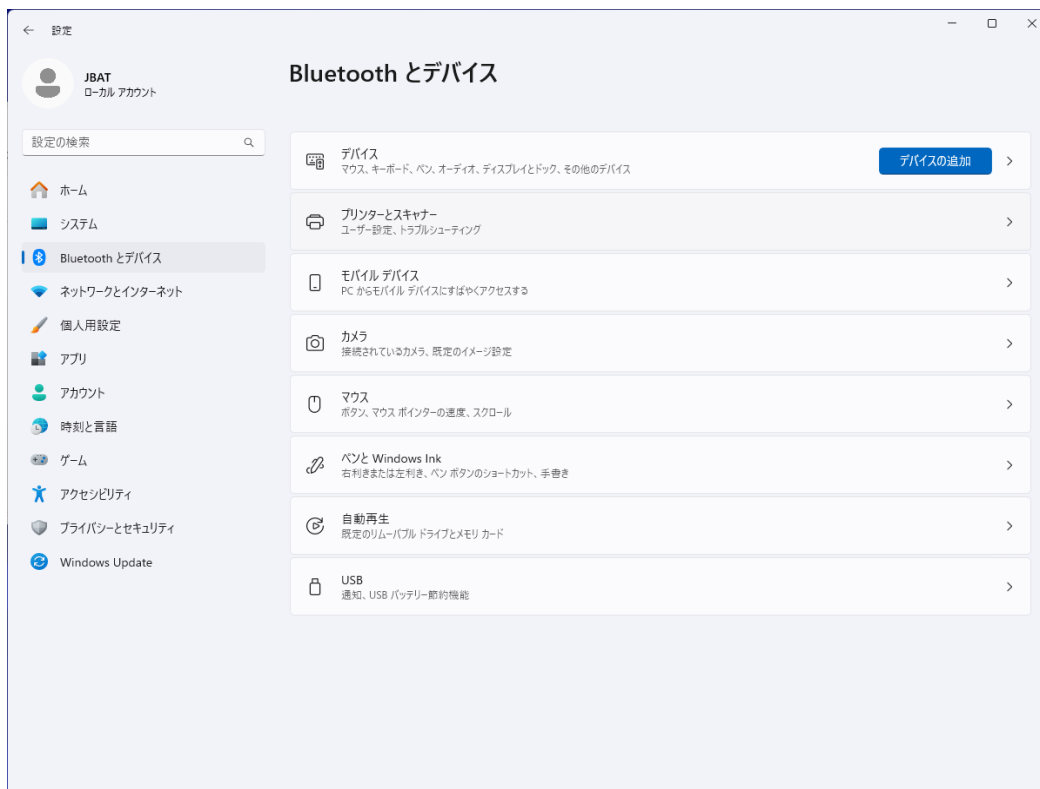 設定
JBAT
ローカル アカウント
設定の検索
ホーム
システム
Bluetooth とデバイス
ネットワークとインターネット
個人用設定
アプリ
アカウント
時刻と言語
ゲーム
アクセシビリティ
プライバシーとセキュリティ
Windows Update
Bluetooth とデバイス
デバイス
マウス、キーボード、ペン、オーディオ、ディスプレイとドック、その他のデバイス
デバイスの追加
プリンターとスキャナー
ユーザー設定、トラブルシューティング
モバイル デバイス
PC からモバイル デバイスにすばやくアクセスする
カメラ
接続されているカメラ、既定のイメージ設定
マウス
ボタン、マウス ポインターの速度、スクロール
ペンと Windows Ink
右利きまたは左利き、ペン ボタンのショートカット、手書き
自動再生
既定のリムーバブル ドライブとメモリ カード
USB
通知、USB バッテリー節約機能